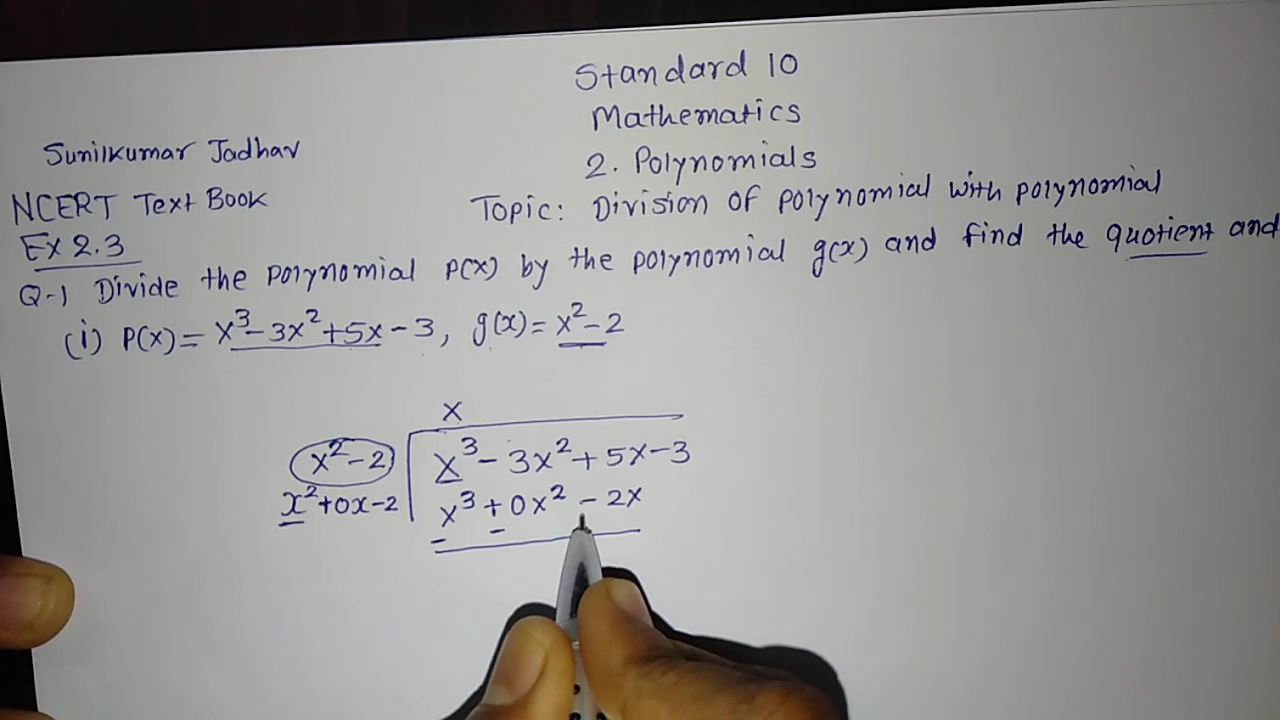 Standard 10
Mathematics
Sunilkumar Jadhav
2. Polynomials
NCERT Text Book
Topic: Division of polynomial with polynomial
Ex 2.3
Q-1 Divide the polynomial P(x) by the polynomial g(x) and find the quotient and
(i) P(x) = x³ - 3x² + 5x - 3, g(x) = x² - 2
x
x² - 2 x³ - 3x² + 5x - 3
x² + 0x - 2 x³ + 0x² - 2x
- -